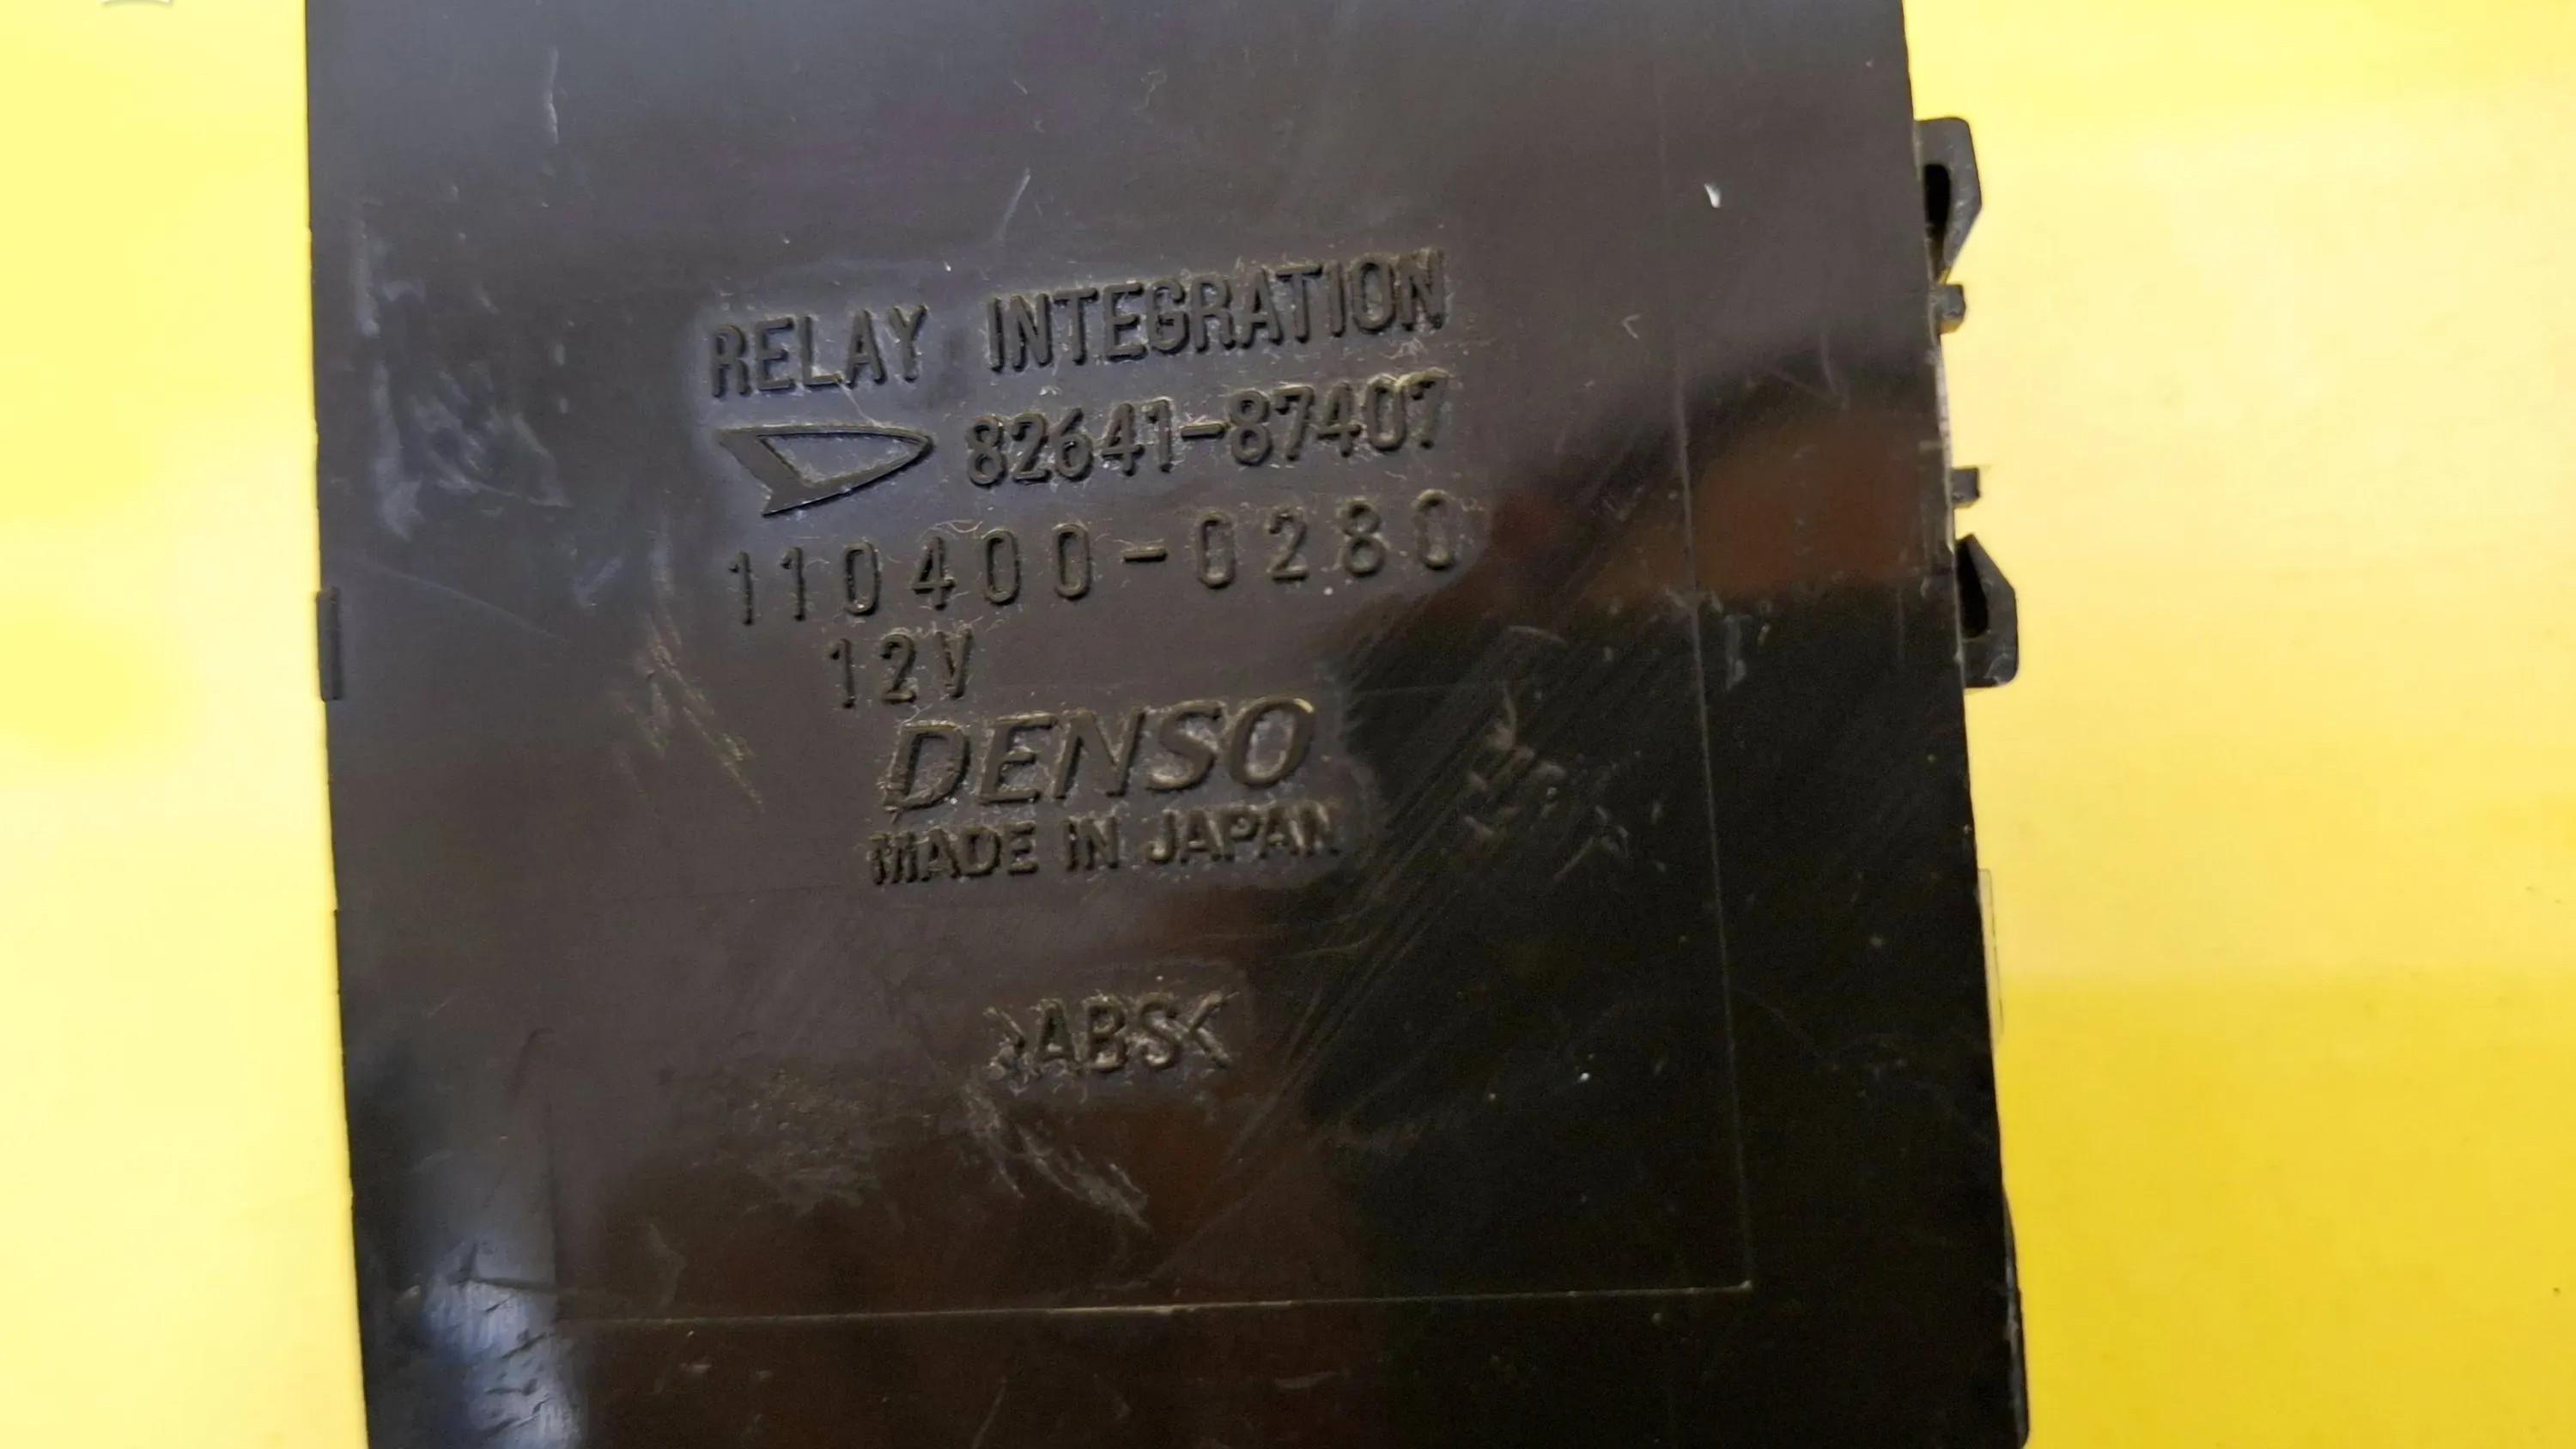 RELAY INTEGRATION
82641-87407
110400-0280
12V
DENSO
MADE IN JAPAN
>ABS<